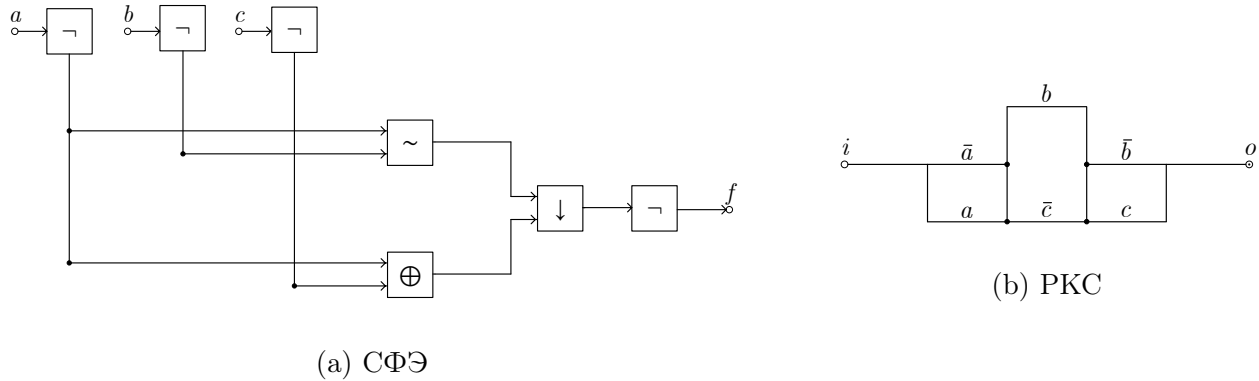 a b c
¬ ¬ ¬
∼
↓ ¬ f
⊕
(a) СФЭ
b
i ā b̄ o
a c̄ c
(b) РКС